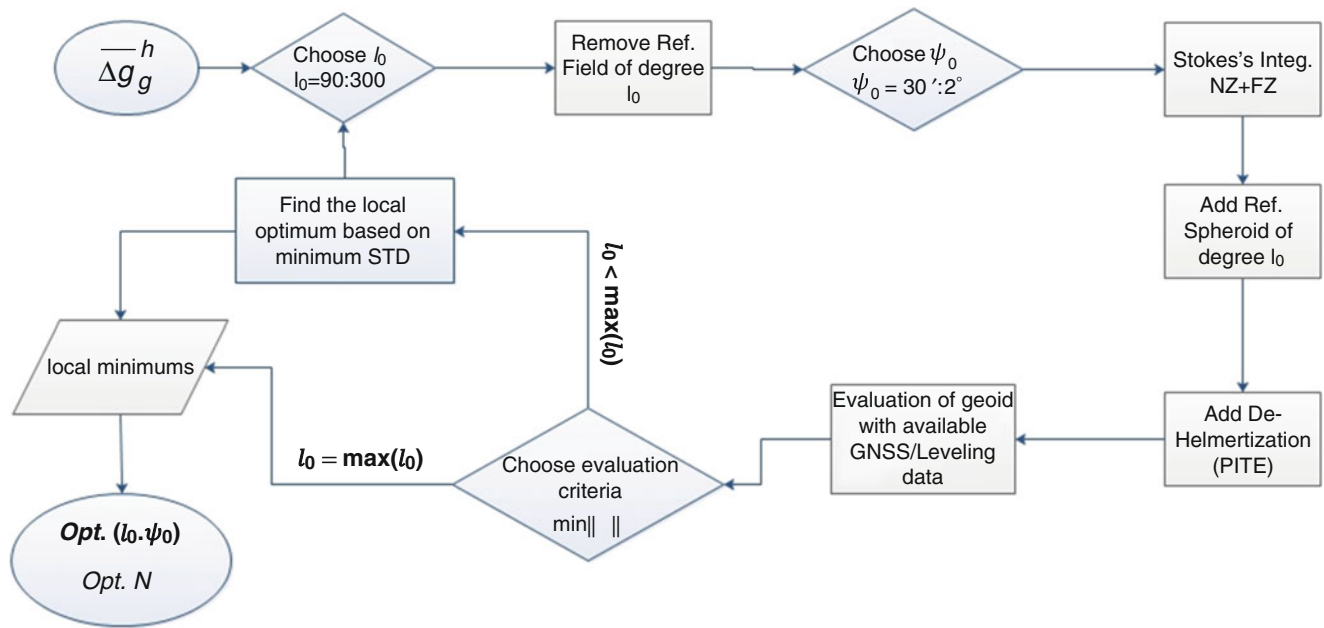 Δg g h
Choose l0
l0=90:300
Remove Ref.
Field of degree
l0
Choose ψ0
ψ0 = 30 ′:2°
Stokes's Integ.
NZ+FZ
Find the local
optimum based on
minimum STD
Add Ref.
Spheroid of
degree l0
l0 < max(l0)
local minimums
Evaluation of geoid
with available
GNSS/Leveling
data
Add De-
Helmertization
(PITE)
l0 = max(l0)
Choose evaluation
criteria
min|| ||
Opt. (l0.ψ0)
Opt. N